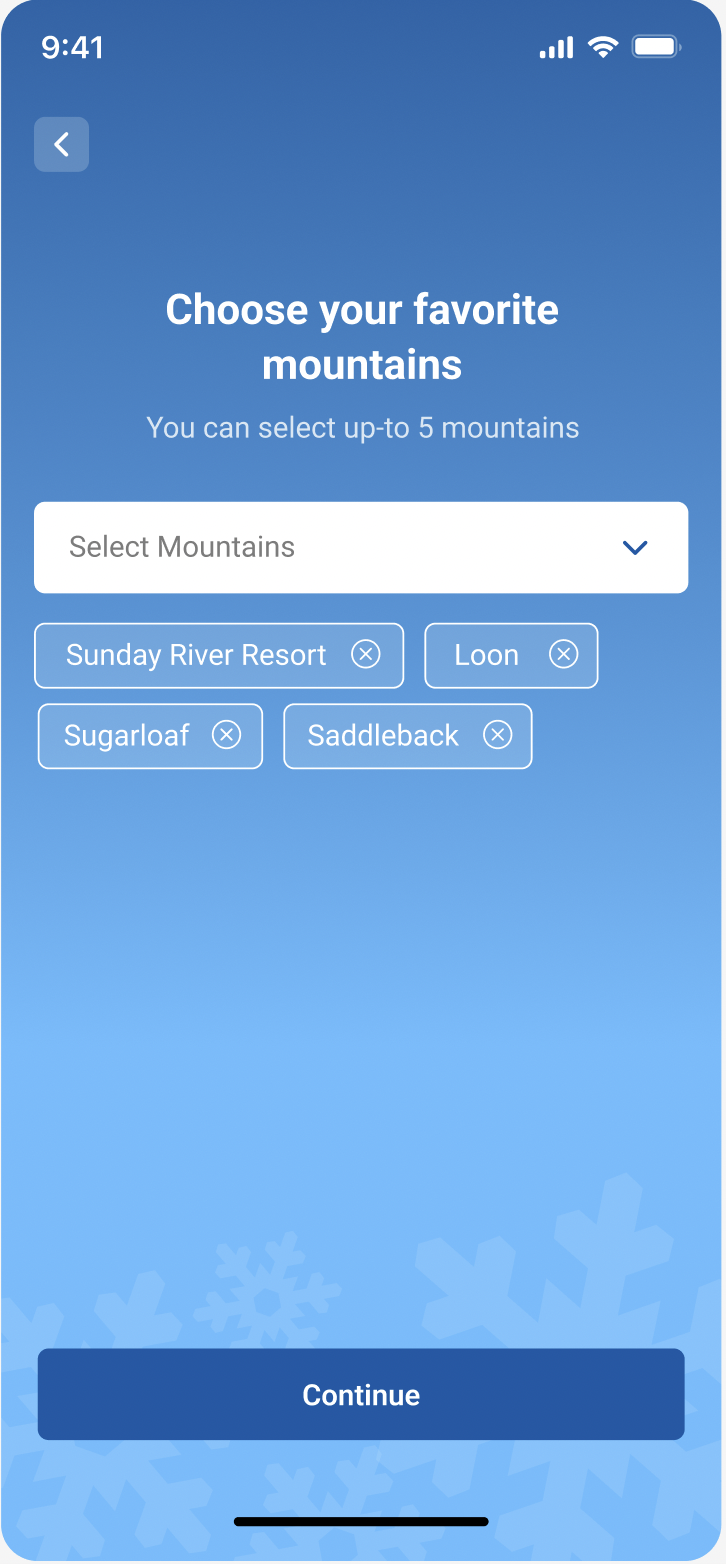 9:41
Choose your favorite
mountains
You can select up-to 5 mountains
Select Mountains
Sunday River Resort
Loon
Sugarloaf
Saddleback
Continue